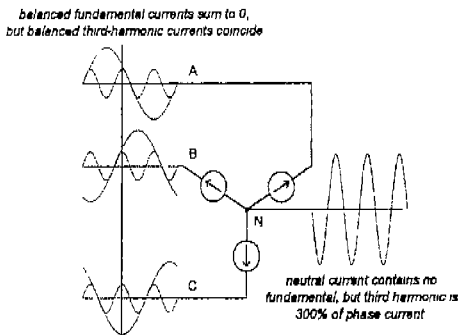 balanced fundamental currents sum to 0,
but balanced third-harmonic currents coincide
A
B
N
C
neutral current contains no
fundamental, but third harmonic is
300% of phase current